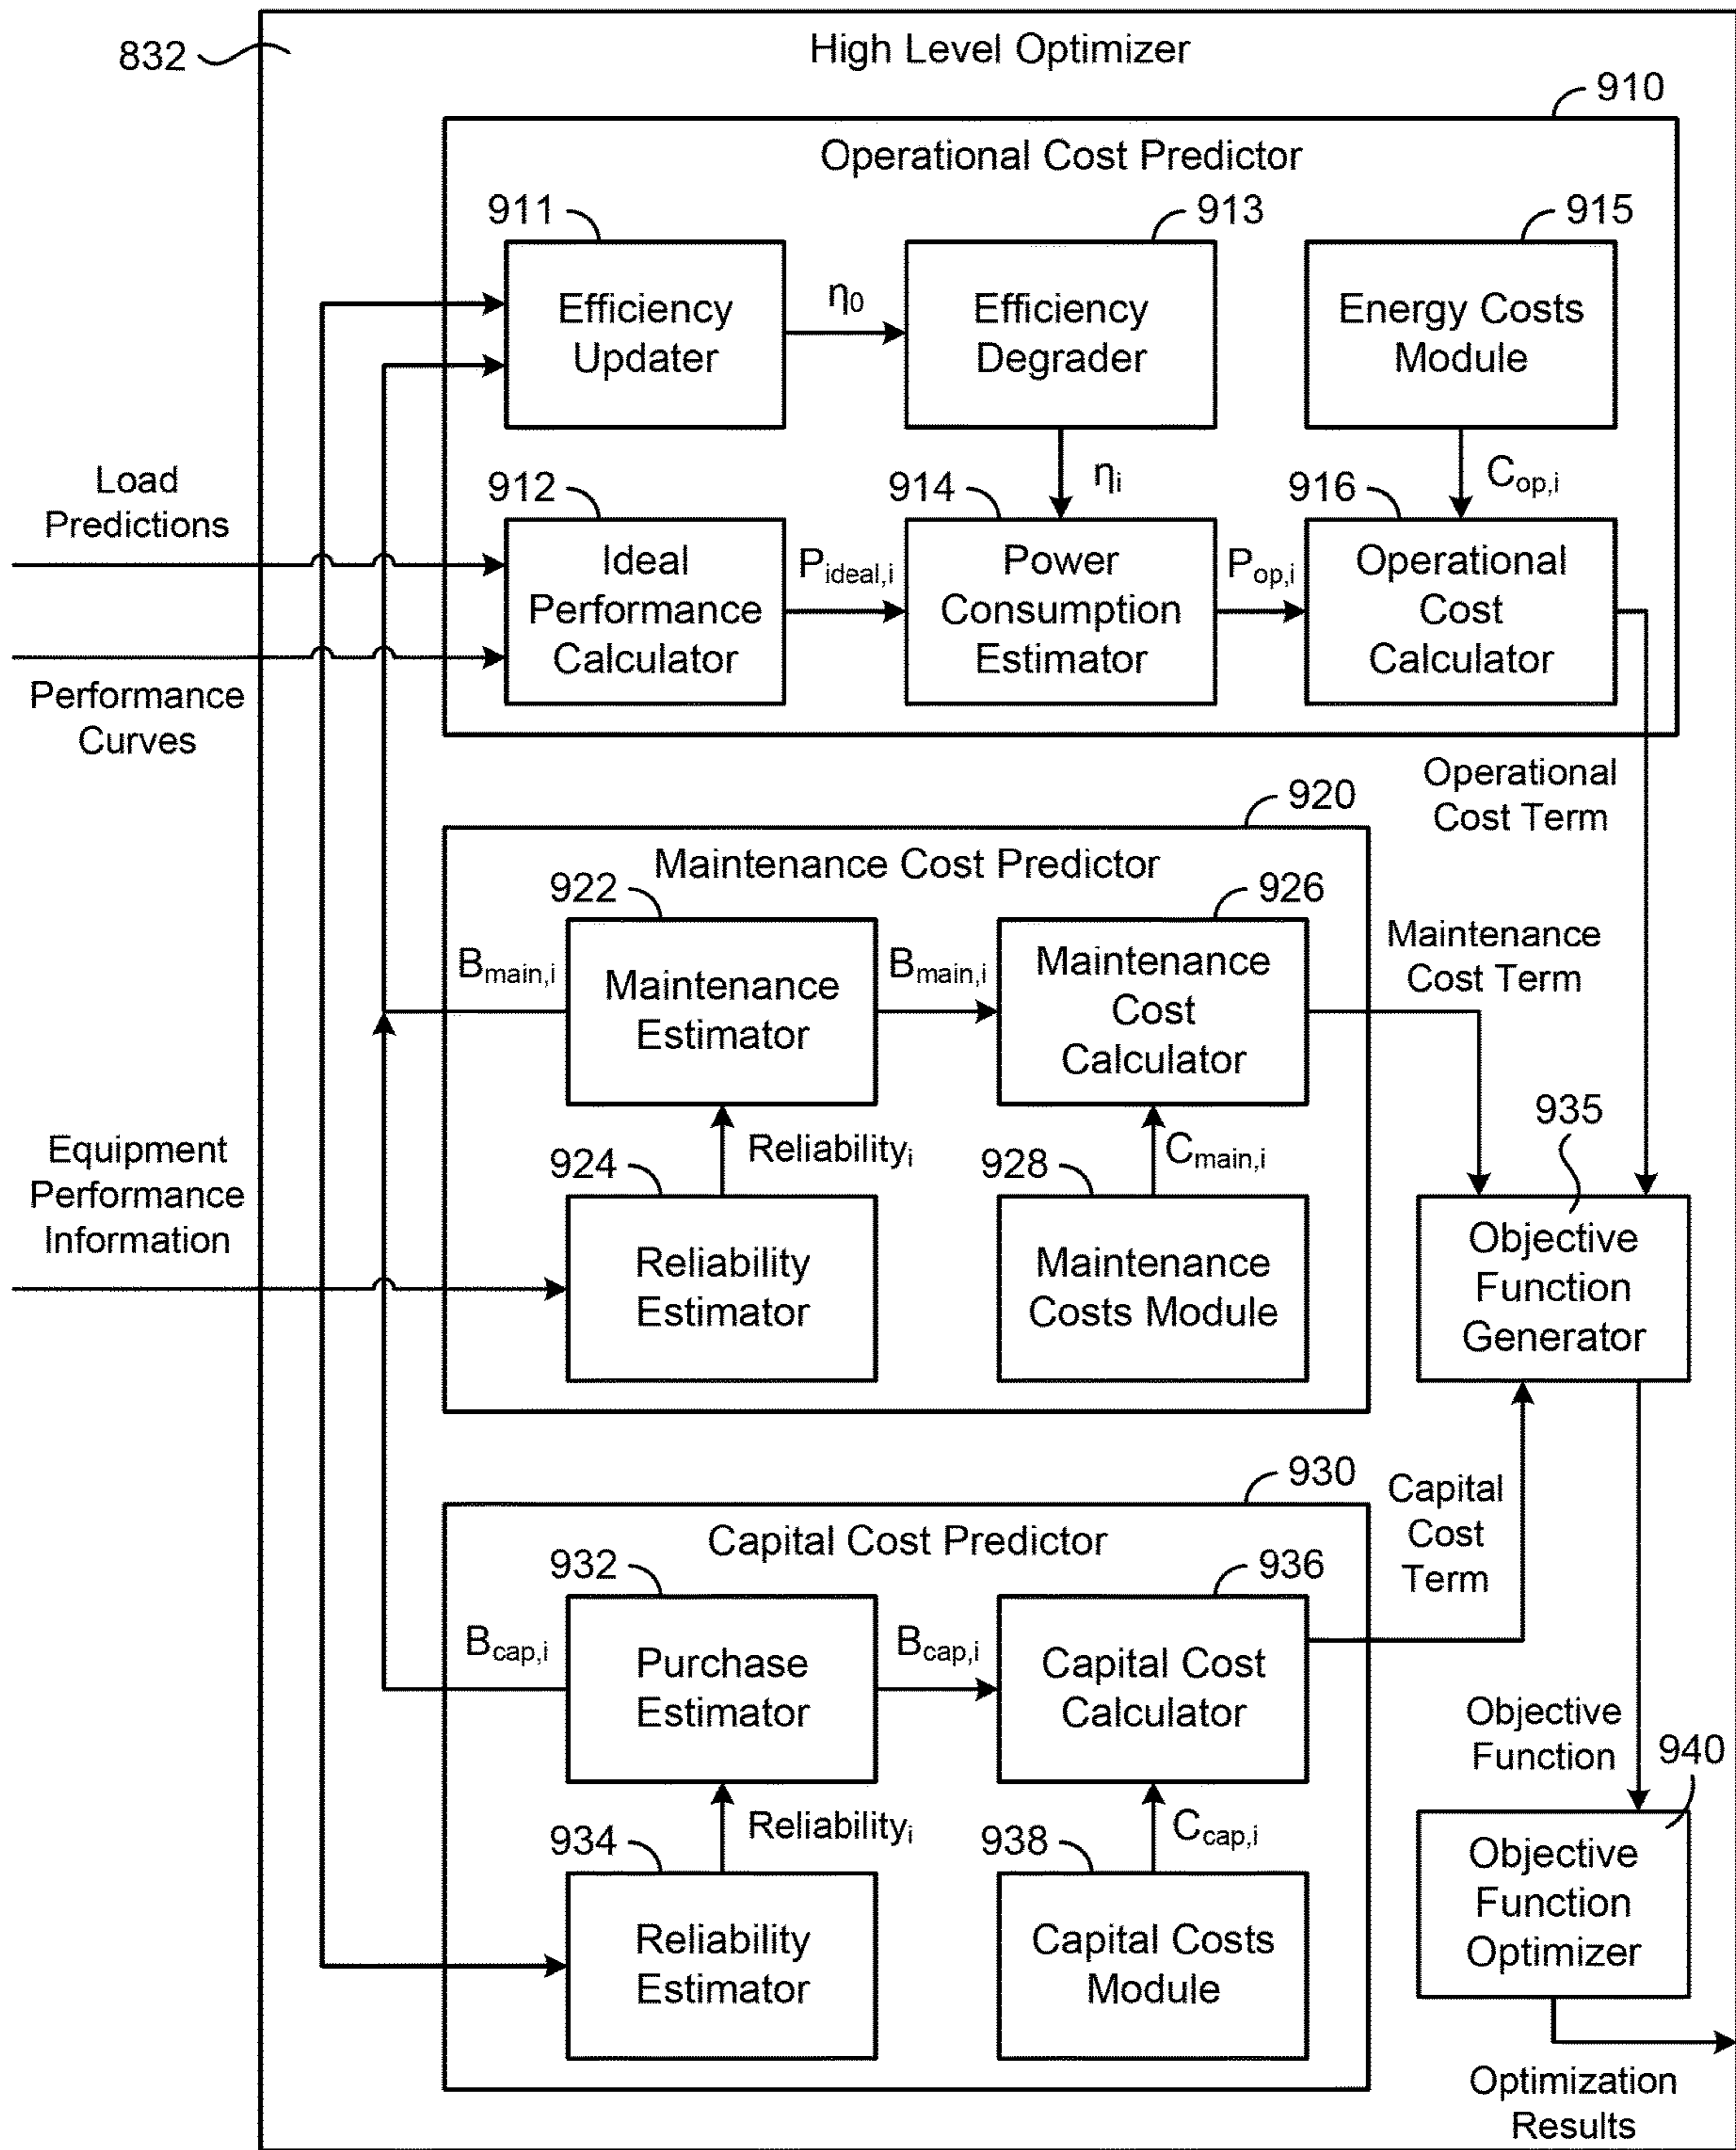 832
High Level Optimizer
910
Operational Cost Predictor
911
913
915
Efficiency
Updater
η0
Efficiency
Degrader
Energy Costs
Module
Load
Predictions
912
914
ηi
916
Cop,i
Ideal
Performance
Calculator
Pideal,i
Power
Consumption
Estimator
Pop,i
Operational
Cost
Calculator
Performance
Curves
Operational
Cost Term
920
Maintenance Cost Predictor
922
926
Bmain,i
Maintenance
Estimator
Bmain,i
Maintenance
Cost
Calculator
Maintenance
Cost Term
Equipment
Performance
Information
924
Reliabilityi
928
Cmain,i
935
Reliability
Estimator
Maintenance
Costs Module
Objective
Function
Generator
930
Capital Cost Predictor
Capital
Cost
Term
932
936
Bcap,i
Purchase
Estimator
Bcap,i
Capital Cost
Calculator
Objective
Function
940
934
Reliabilityi
938
Ccap,i
Reliability
Estimator
Capital Costs
Module
Objective
Function
Optimizer
Optimization
Results